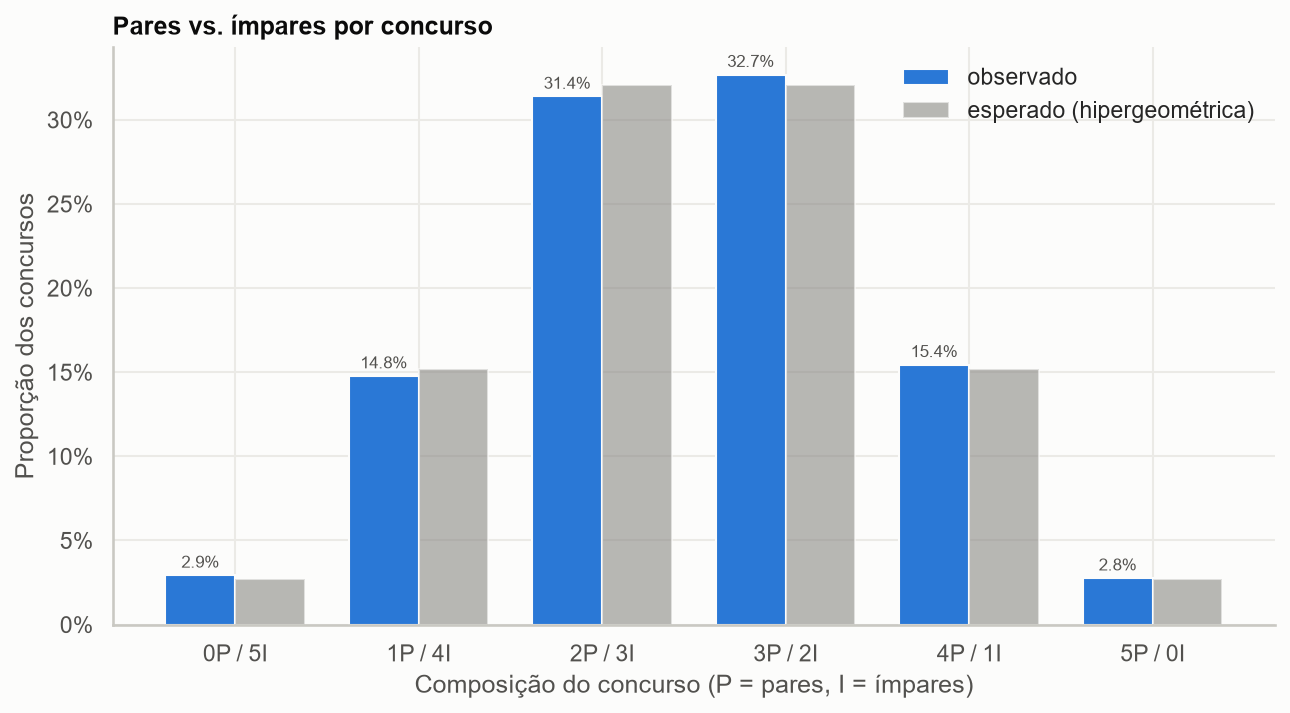 Pares vs. ímpares por concurso
observado
esperado (hipergeométrica)
Proporção dos concursos
30%
25%
20%
15%
10%
5%
0%
2.9%
14.8%
31.4%
32.7%
15.4%
2.8%
0P / 5I
1P / 4I
2P / 3I
3P / 2I
4P / 1I
5P / 0I
Composição do concurso (P = pares, I = ímpares)